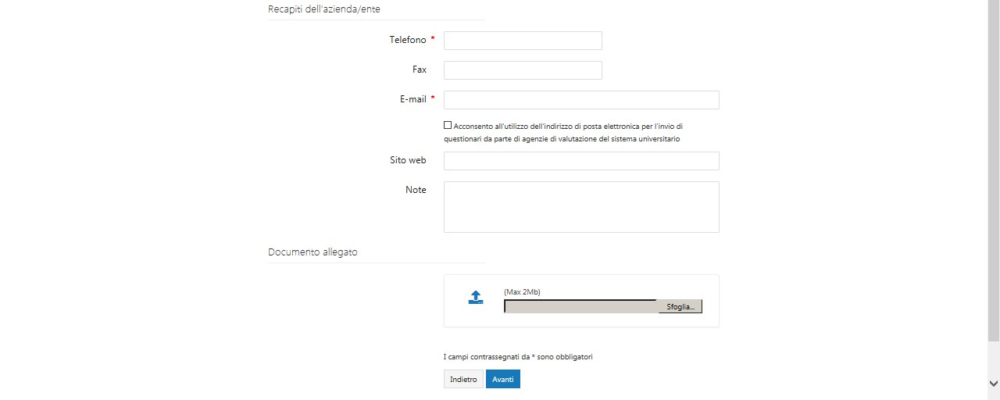 Recapiti dell'azienda/ente
Telefono *
Fax
E-mail *
Acconsento all'utilizzo dell'indirizzo di posta elettronica per l'invio di
questionari da parte di agenzie di valutazione del sistema universitario
Sito web
Note
Documento allegato
(Max 2Mb)
Sfoglia...
I campi contrassegnati da * sono obbligatori
Indietro Avanti